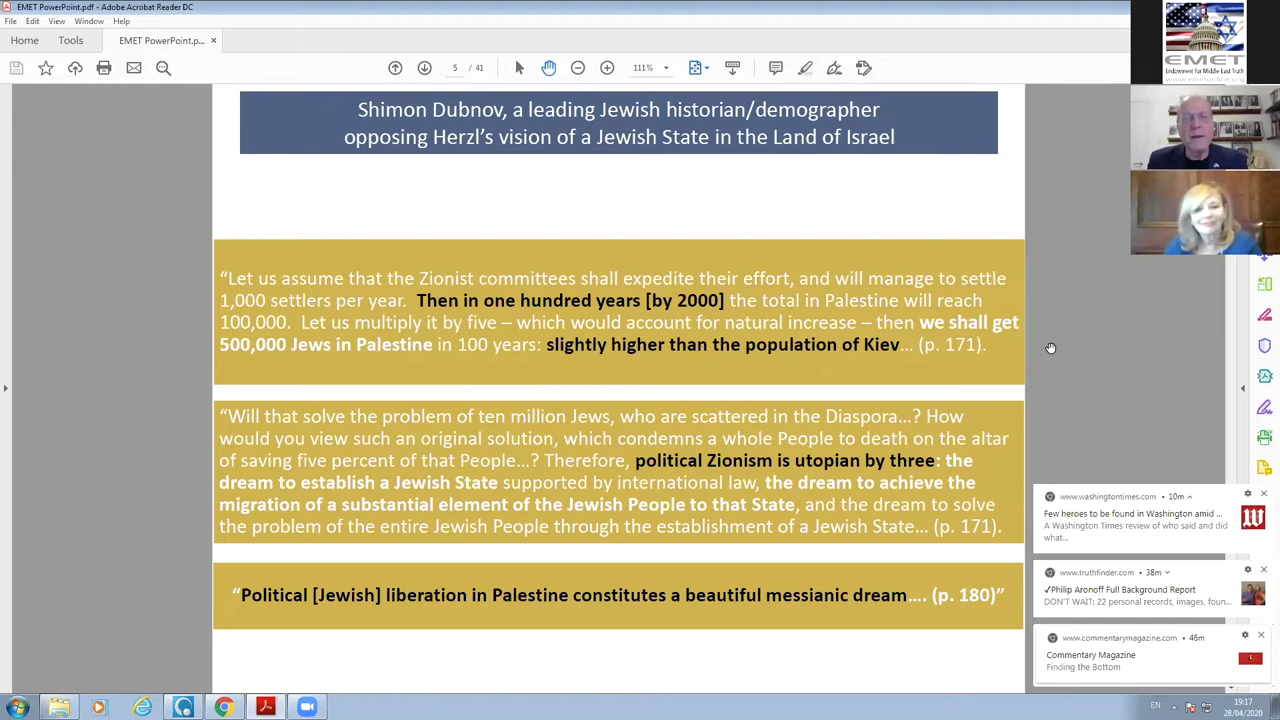 EMET PowerPoint.pdf - Adobe Acrobat Reader DC
File Edit View Window Help
Home Tools EMET PowerPoint.p... ×
5 111%
EMET
Endowment for Middle East Truth
www.emetonline.org
Shimon Dubnov, a leading Jewish historian/demographer
opposing Herzl’s vision of a Jewish State in the Land of Israel
“Let us assume that the Zionist committees shall expedite their effort, and will manage to settle
1,000 settlers per year. Then in one hundred years [by 2000] the total in Palestine will reach
100,000. Let us multiply it by five – which would account for natural increase – then we shall get
500,000 Jews in Palestine in 100 years: slightly higher than the population of Kiev… (p. 171).
“Will that solve the problem of ten million Jews, who are scattered in the Diaspora…? How
would you view such an original solution, which condemns a whole People to death on the altar
of saving five percent of that People…? Therefore, political Zionism is utopian by three: the
dream to establish a Jewish State supported by international law, the dream to achieve the
migration of a substantial element of the Jewish People to that State, and the dream to solve
the problem of the entire Jewish People through the establishment of a Jewish State… (p. 171).
“Political [Jewish] liberation in Palestine constitutes a beautiful messianic dream…. (p. 180)”
www.washingtontimes.com • 10m
Few heroes to be found in Washington amid ...
A Washington Times review of who said and did
what...
W
www.truthfinder.com • 38m
✓Philip Aronoff Full Background Report
DON'T WAIT: 22 personal records, images, foun...
www.commentarymagazine.com • 46m
Commentary Magazine
Finding the Bottom
EN
19:17
28/04/2020